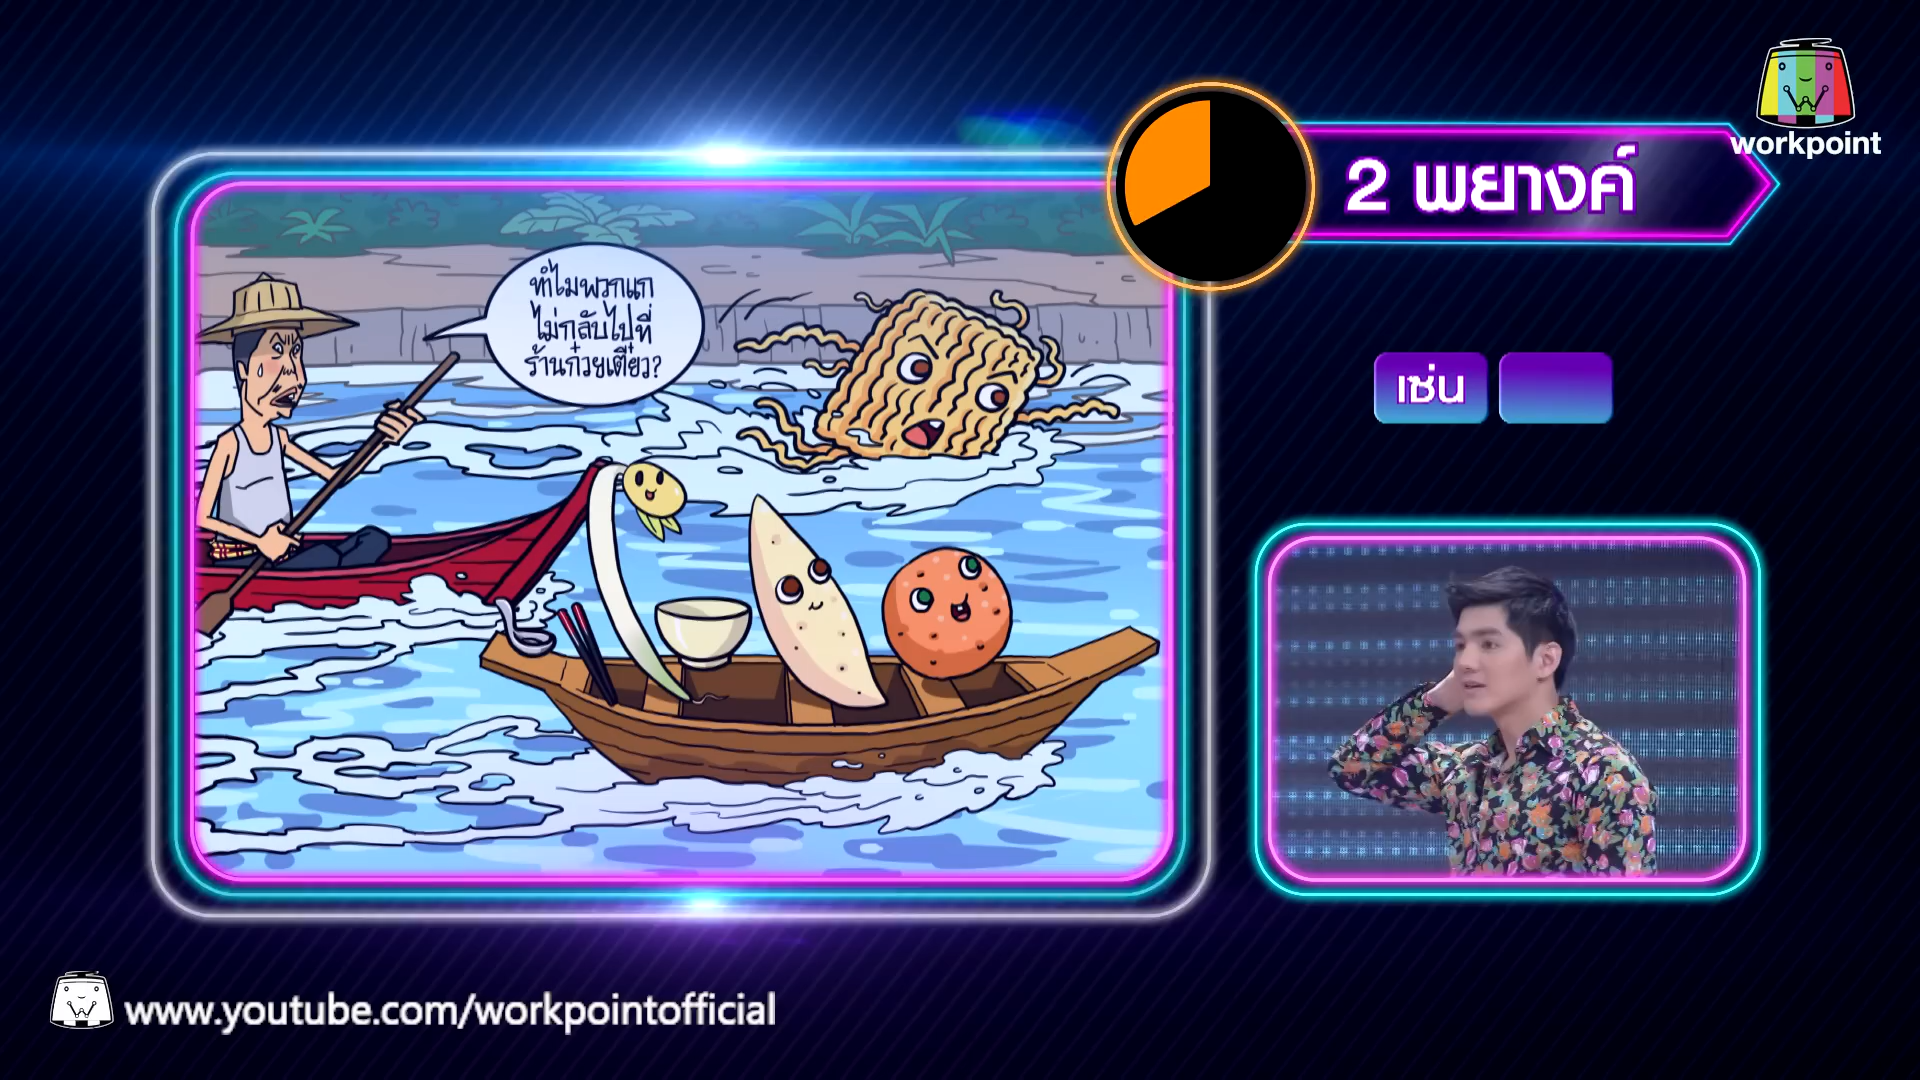 workpoint
2 พยางค์
ทำไมพวกแก
ไม่กลับไปที่
ร้านก๋วยเตี๋ยว?
เซ่น
www.youtube.com/workpointofficial